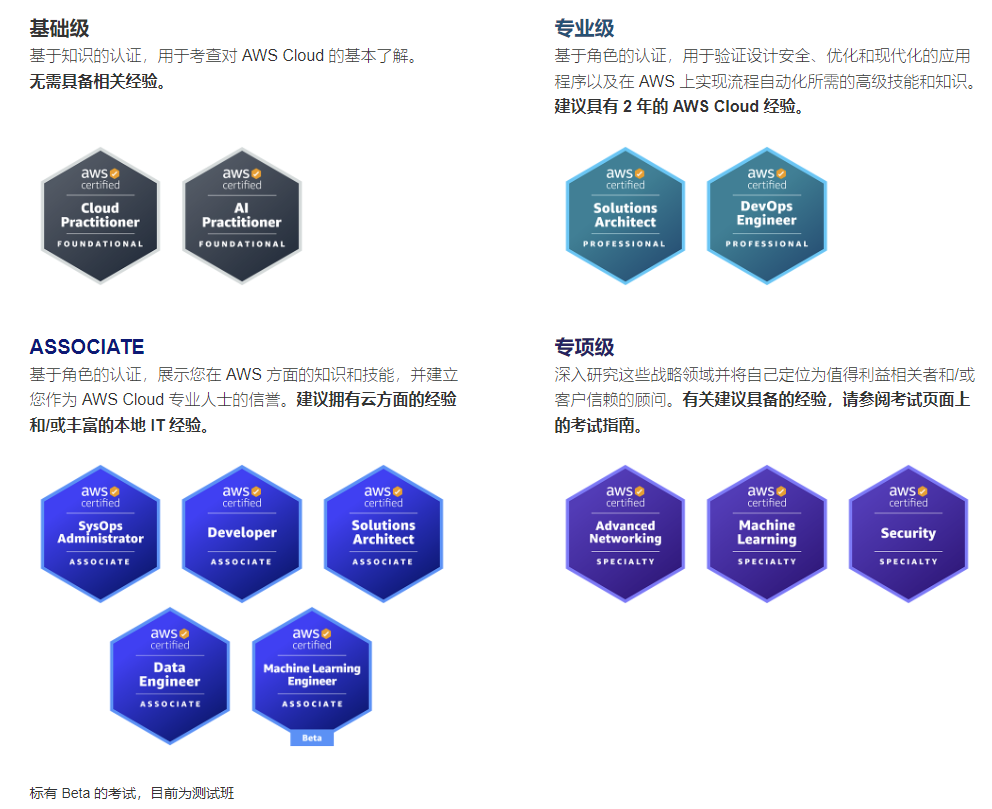 基础级
基于知识的认证，用于考查对 AWS Cloud 的基本了解。
无需具备相关经验。
aws
certified
Cloud
Practitioner
FOUNDATIONAL
aws
certified
AI
Practitioner
FOUNDATIONAL
专业级
基于角色的认证，用于验证设计安全、优化和现代化的应用
程序以及在 AWS 上实现流程自动化所需的高级技能和知识。
建议具有 2 年的 AWS Cloud 经验。
aws
certified
Solutions
Architect
PROFESSIONAL
aws
certified
DevOps
Engineer
PROFESSIONAL
ASSOCIATE
基于角色的认证，展示您在 AWS 方面的知识和技能，并建立
您作为 AWS Cloud 专业人士的信誉。建议拥有云方面的经验
和/或丰富的本地 IT 经验。
aws
certified
SysOps
Administrator
ASSOCIATE
aws
certified
Developer
ASSOCIATE
aws
certified
Solutions
Architect
ASSOCIATE
aws
certified
Data
Engineer
ASSOCIATE
aws
certified
Machine Learning
Engineer
ASSOCIATE
Beta
专项级
深入研究这些战略领域并将自己定位为值得利益相关者和/或
客户信赖的顾问。有关建议具备的经验，请参阅考试页面上
的考试指南。
aws
certified
Advanced
Networking
SPECIALTY
aws
certified
Machine
Learning
SPECIALTY
aws
certified
Security
SPECIALTY
标有 Beta 的考试，目前为测试班